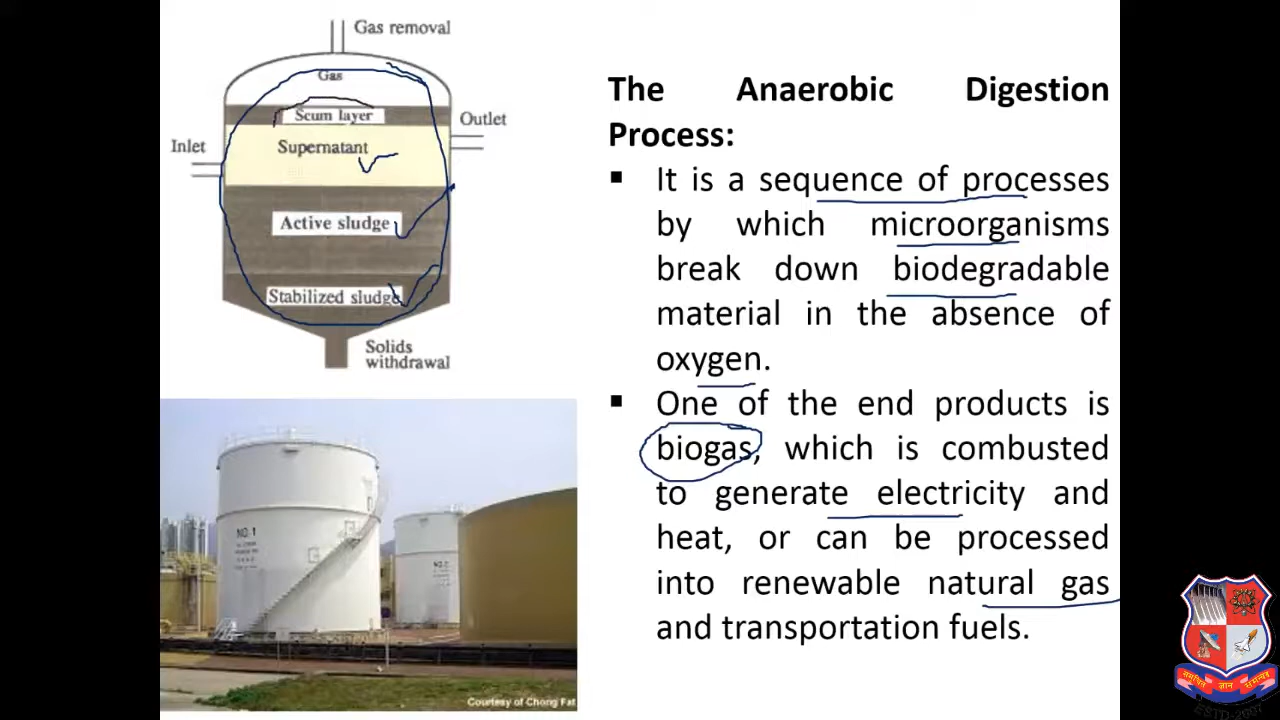 Gas removal
Gas
Scum layer
Outlet
Inlet
Supernatant
Active sludge
Stabilized sludge
Solids
withdrawal
The Anaerobic Digestion
Process:
▪ It is a sequence of processes
by which microorganisms
break down biodegradable
material in the absence of
oxygen.
▪ One of the end products is
biogas, which is combusted
to generate electricity and
heat, or can be processed
into renewable natural gas
and transportation fuels.
NO.1
Courtesy of Chong Fat
ESTD. 2007